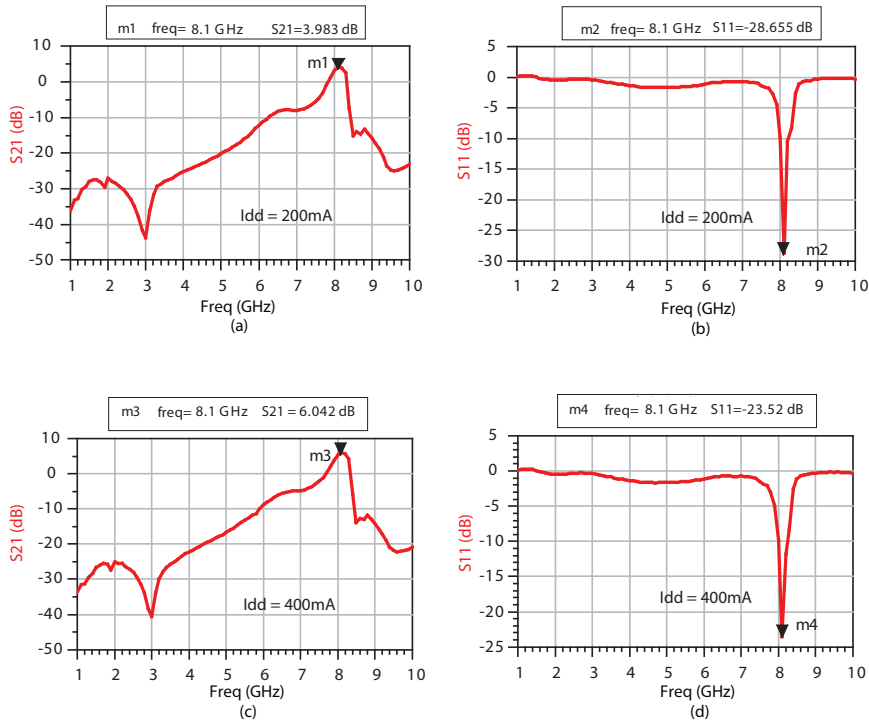 m1 freq= 8.1 GHz S21=3.983 dB
10
0
-10
-20
-30
-40
-50
S21 (dB)
m1
Idd = 200mA
1 2 3 4 5 6 7 8 9 10
Freq (GHz)
(a)
m2 freq= 8.1 GHz S11=-28.655 dB
5
0
-5
-10
-15
-20
-25
-30
S11 (dB)
Idd = 200mA
m2
1 2 3 4 5 6 7 8 9 10
Freq (GHz)
(b)
m3 freq= 8.1 GHz S21 = 6.042 dB
10
0
-10
-20
-30
-40
-50
S21 (dB)
m3
Idd = 400mA
1 2 3 4 5 6 7 8 9 10
Freq (GHz)
(c)
m4 freq= 8.1 GHz S11=-23.52 dB
5
0
-5
-10
-15
-20
-25
S11 (dB)
Idd = 400mA
m4
1 2 3 4 5 6 7 8 9 10
Freq (GHz)
(d)